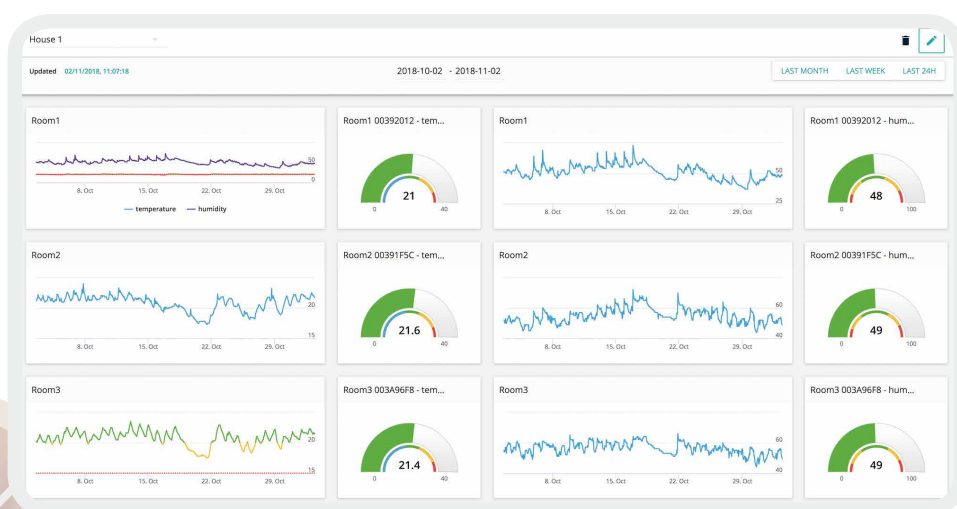 House 1
Updated 02/11/2018, 11:07:18
2018-10-02 - 2018-11-02
LAST MONTH LAST WEEK LAST 24H
Room1
50
0
8. Oct 15. Oct 22. Oct 29. Oct
temperature humidity
Room1 00392012 - tem...
21
0 40
Room1
50
25
8. Oct 15. Oct 22. Oct 29. Oct
Room1 00392012 - hum...
48
0 100
Room2
20
15
8. Oct 15. Oct 22. Oct 29. Oct
Room2 00391F5C - tem...
21.6
0 40
Room2
60
40
8. Oct 15. Oct 22. Oct 29. Oct
Room2 00391F5C - hum...
49
0 100
Room3
20
15
8. Oct 15. Oct 22. Oct 29. Oct
Room3 003A96F8 - tem...
21.4
0 40
Room3
60
40
8. Oct 15. Oct 22. Oct 29. Oct
Room3 003A96F8 - hum...
49
0 100